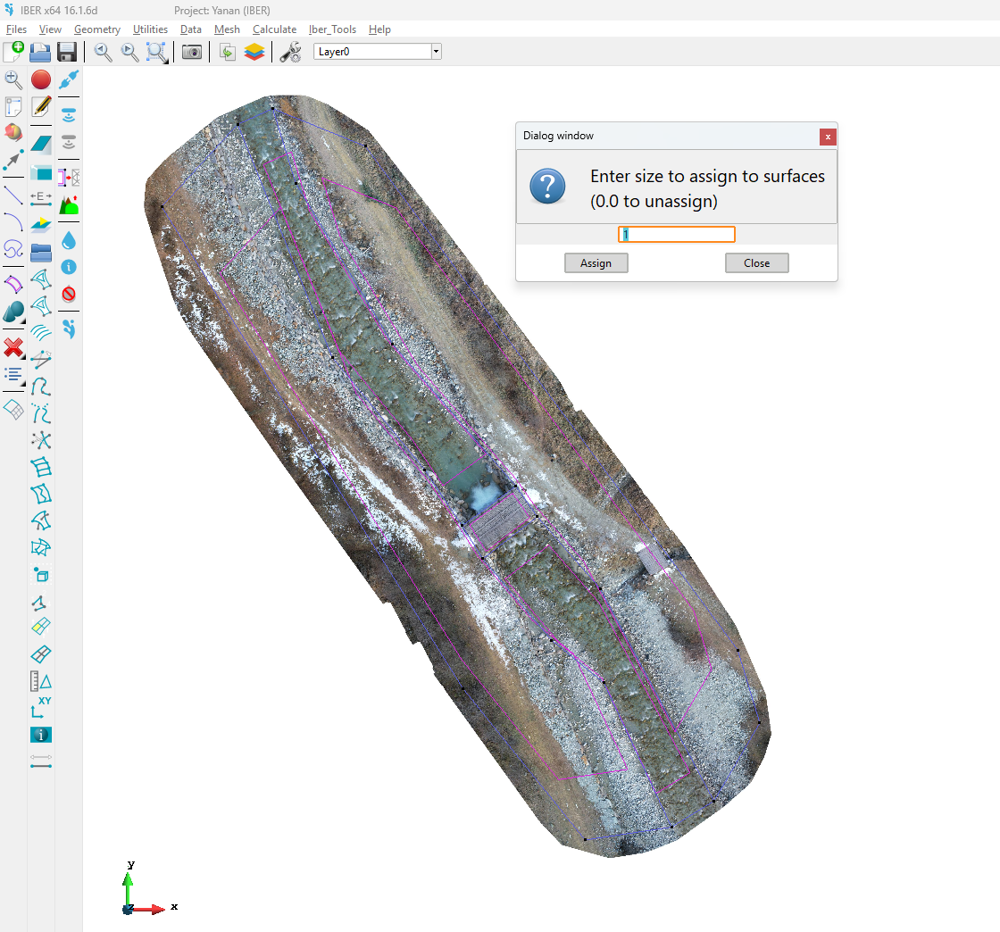 IBER x64 16.1.6d
Project: Yanan (IBER)
Files View Geometry Utilities Data Mesh Calculate Iber_Tools Help
Layer0
E
XY
Dialog window
x
?
Enter size to assign to surfaces
(0.0 to unassign)
1
Assign Close
y
z x